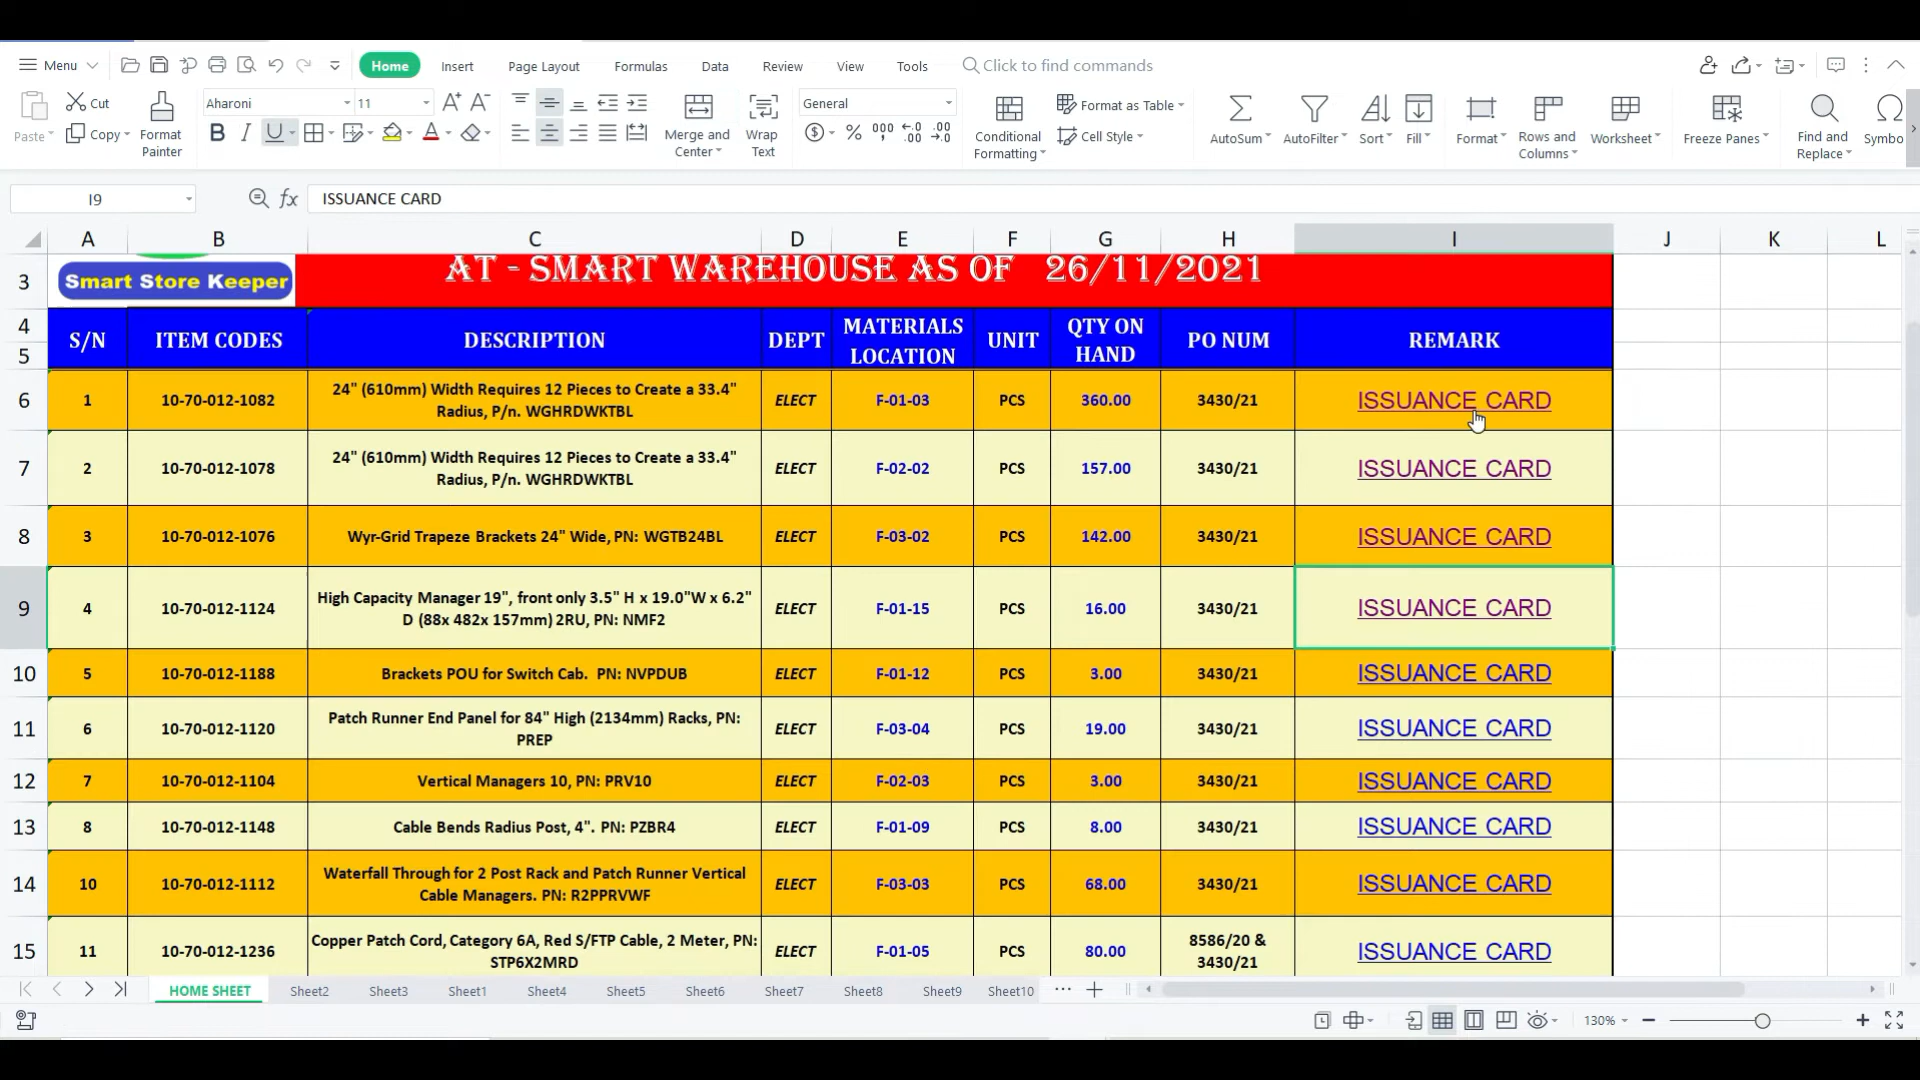 Menu
Home
Insert
Page Layout
Formulas
Data
Review
View
Tools
Click to find commands
Paste
Cut
Copy
Format
Painter
Aharoni
11
A+
A-
B
I
U
A
Merge and
Center
Wrap
Text
General
Conditional
Formatting
Format as Table
Cell Style
AutoSum
AutoFilter
Sort
Fill
Format
Rows and
Columns
Worksheet
Freeze Panes
Find and
Replace
Symbo
I9
fx
ISSUANCE CARD
A B C D E F G H I J K L
3
Smart Store Keeper
AT - SMART WAREHOUSE AS OF 26/11/2021
4
5
S/N
ITEM CODES
DESCRIPTION
DEPT
MATERIALS
LOCATION
UNIT
QTY ON
HAND
PO NUM
REMARK
6
1
10-70-012-1082
24" (610mm) Width Requires 12 Pieces to Create a 33.4"
Radius, P/n. WGHRDWKTBL
ELECT
F-01-03
PCS
360.00
3430/21
ISSUANCE CARD
7
2
10-70-012-1078
24" (610mm) Width Requires 12 Pieces to Create a 33.4"
Radius, P/n. WGHRDWKTBL
ELECT
F-02-02
PCS
157.00
3430/21
ISSUANCE CARD
8
3
10-70-012-1076
Wyr-Grid Trapeze Brackets 24" Wide, PN: WGTB24BL
ELECT
F-03-02
PCS
142.00
3430/21
ISSUANCE CARD
9
4
10-70-012-1124
High Capacity Manager 19", front only 3.5" H x 19.0"W x 6.2"
D (88x 482x 157mm) 2RU, PN: NMF2
ELECT
F-01-15
PCS
16.00
3430/21
ISSUANCE CARD
10
5
10-70-012-1188
Brackets POU for Switch Cab. PN: NVPDUB
ELECT
F-01-12
PCS
3.00
3430/21
ISSUANCE CARD
11
6
10-70-012-1120
Patch Runner End Panel for 84" High (2134mm) Racks, PN:
PREP
ELECT
F-03-04
PCS
19.00
3430/21
ISSUANCE CARD
12
7
10-70-012-1104
Vertical Managers 10, PN: PRV10
ELECT
F-02-03
PCS
3.00
3430/21
ISSUANCE CARD
13
8
10-70-012-1148
Cable Bends Radius Post, 4". PN: PZBR4
ELECT
F-01-09
PCS
8.00
3430/21
ISSUANCE CARD
14
10
10-70-012-1112
Waterfall Through for 2 Post Rack and Patch Runner Vertical
Cable Managers. PN: R2PPRVWF
ELECT
F-03-03
PCS
68.00
3430/21
ISSUANCE CARD
15
11
10-70-012-1236
Copper Patch Cord, Category 6A, Red S/FTP Cable, 2 Meter, PN:
STP6X2MRD
ELECT
F-01-05
PCS
80.00
8586/20 &
3430/21
ISSUANCE CARD
HOME SHEET
Sheet2
Sheet3
Sheet1
Sheet4
Sheet5
Sheet6
Sheet7
Sheet8
Sheet9
Sheet10
130%